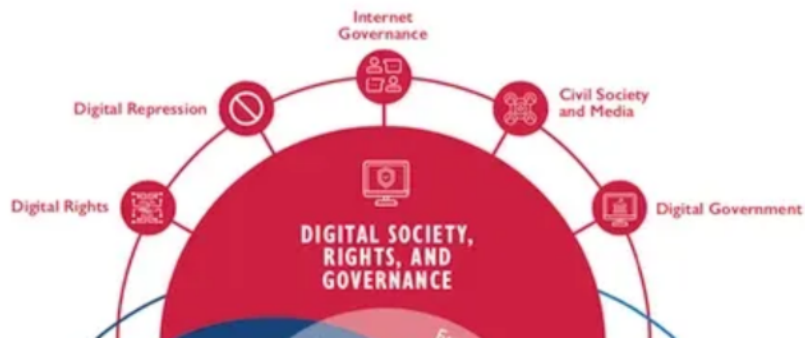 Internet
Governance
Digital Repression
Civil Society
and Media
Digital Rights
Digital Government
DIGITAL SOCIETY,
RIGHTS, AND
GOVERNANCE